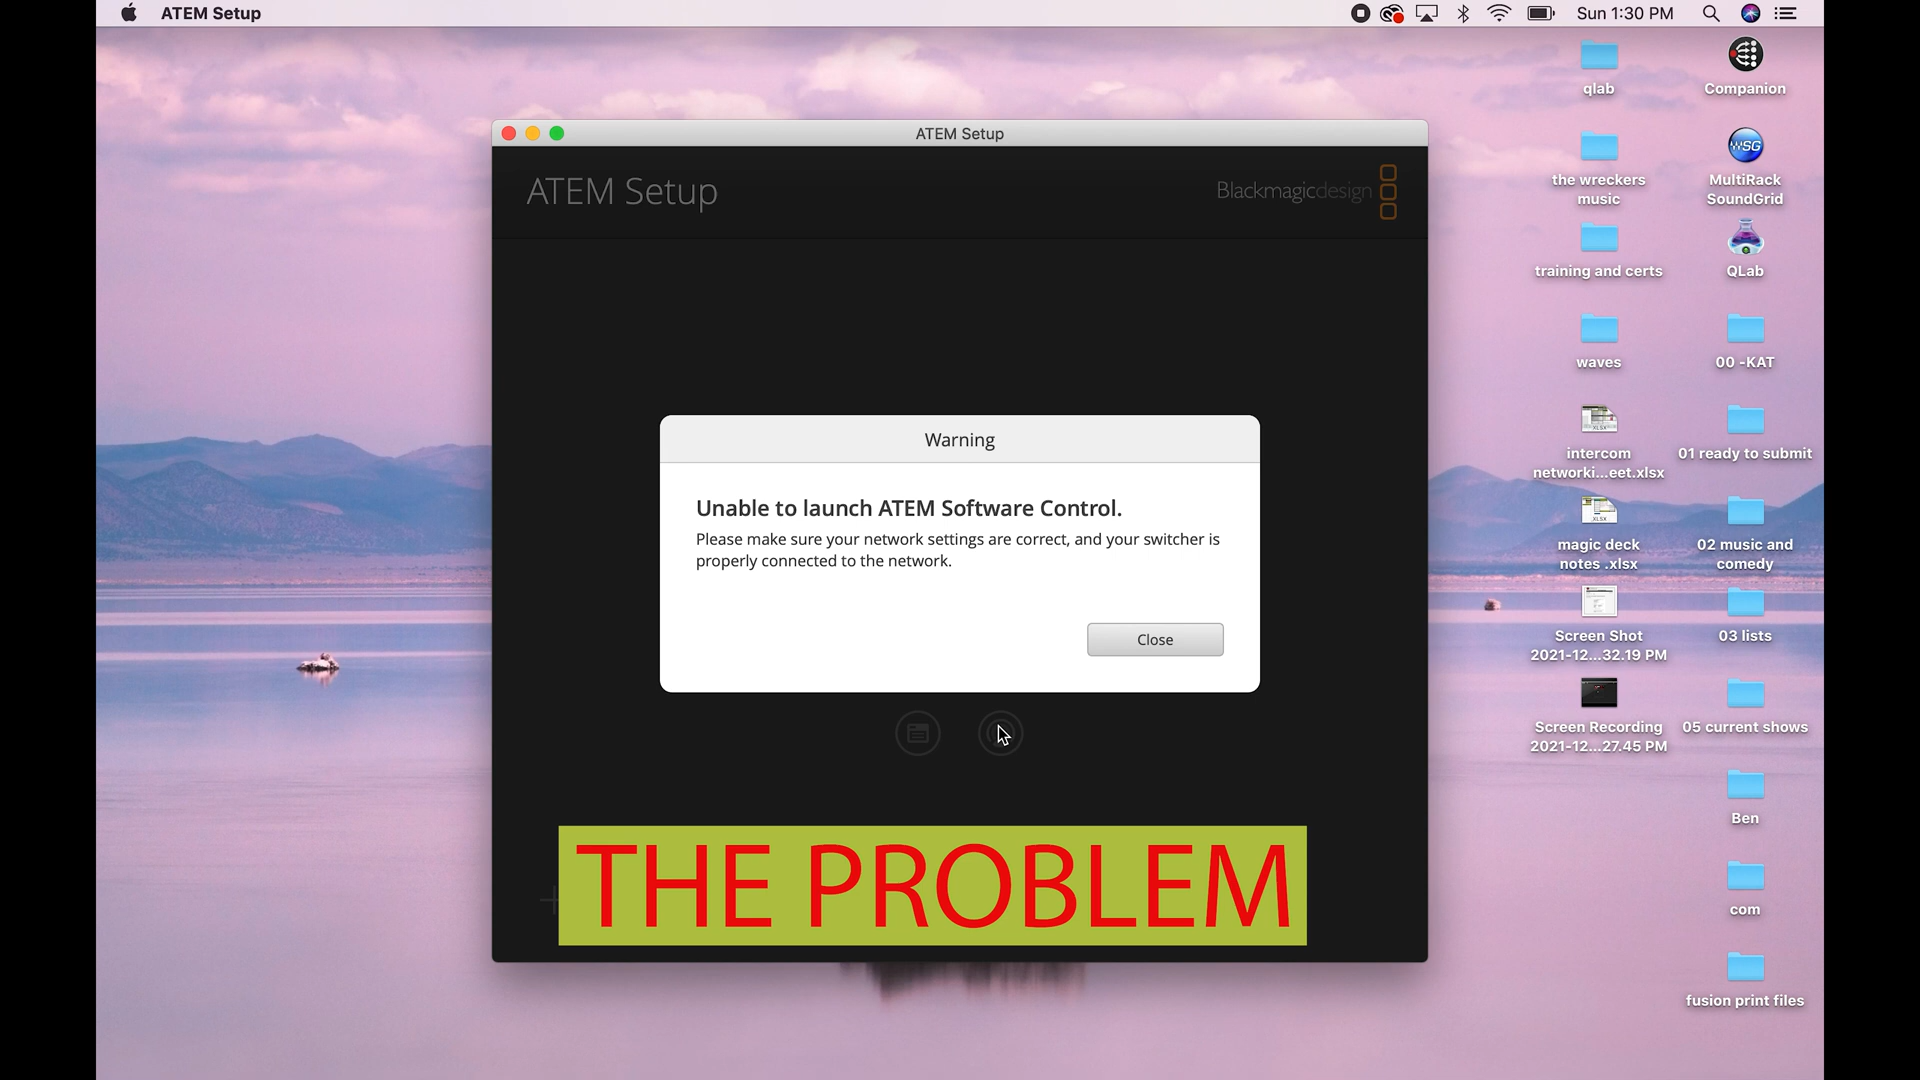 ATEM Setup
Sun 1:30 PM
ATEM Setup
ATEM Setup
Blackmagicdesign
Warning
Unable to launch ATEM Software Control.
Please make sure your network settings are correct, and your switcher is
properly connected to the network.
Close
THE PROBLEM
qlab
Companion
the wreckers
music
WSG
MultiRack
SoundGrid
training and certs
QLab
waves
00 -KAT
XLSX
intercom
networki...eet.xlsx
01 ready to submit
XLSX
magic deck
notes .xlsx
02 music and
comedy
Screen Shot
2021-12...32.19 PM
03 lists
Screen Recording
2021-12...27.45 PM
05 current shows
Ben
com
fusion print files